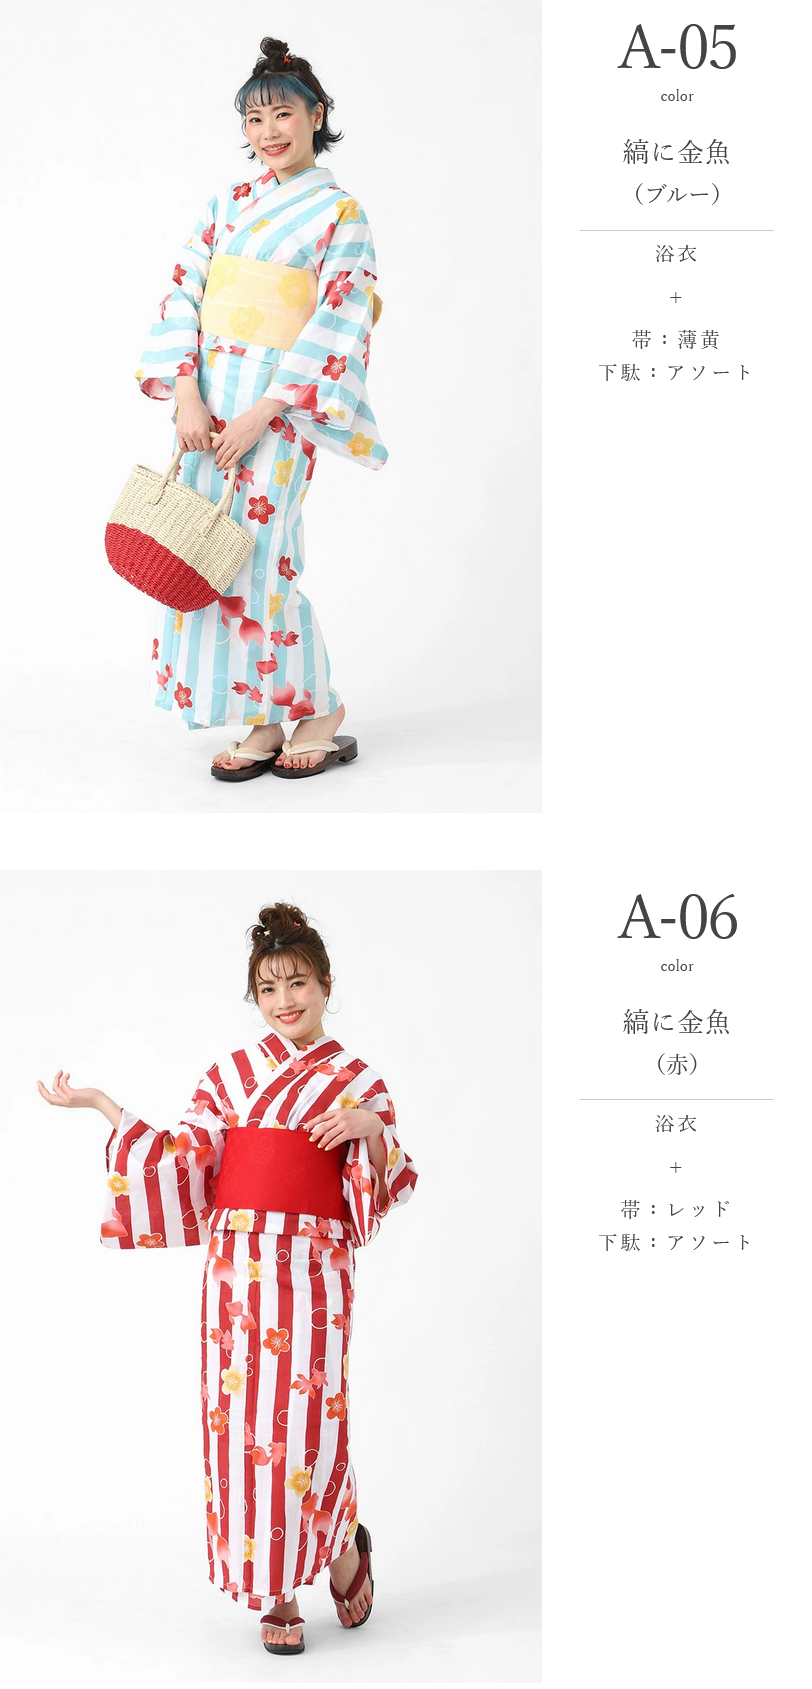 A-05
color
縞に金魚
（ブルー）
浴衣
+
帯：薄黄
下駄：アソート
A-06
color
縞に金魚
（赤）
浴衣
+
帯：レッド
下駄：アソート